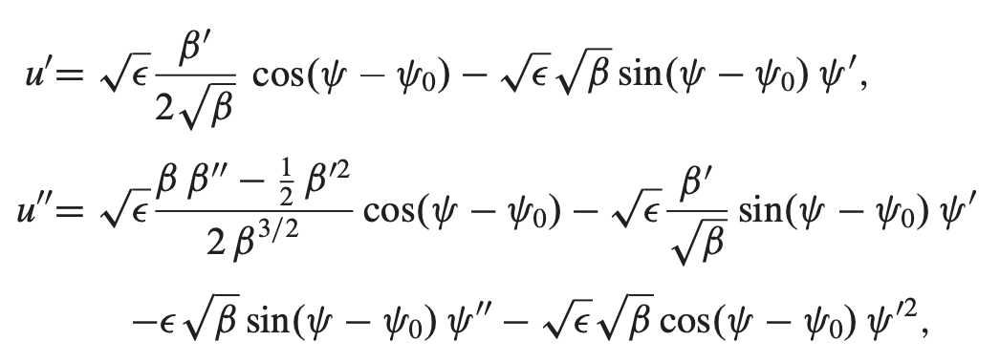 u′= √ϵ β′/(2√β) cos(ψ − ψ₀) − √ϵ√β sin(ψ − ψ₀) ψ′,
u″= √ϵ (β β″ − ½ β′²)/(2 β^{3/2}) cos(ψ − ψ₀) − √ϵ β′/√β sin(ψ − ψ₀) ψ′
−ϵ√β sin(ψ − ψ₀) ψ″ − √ϵ√β cos(ψ − ψ₀) ψ′²,